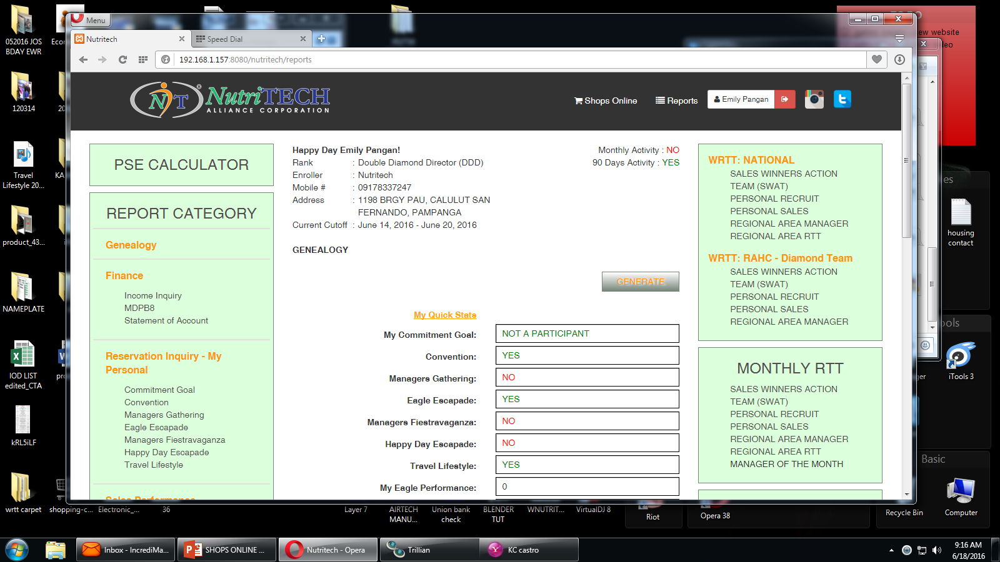 052016 JOS
BDAY EWR
120314
Travel
Lifestyle 20...
product_43...
NAMEPLATE
IOD LIST
edited_CTA
kRL5iLF
wrtt carpet
shopping-c...
Electronic_...
36
Layer 7
AIRTECH
MANU...
Union bank
check
BLENDER
TUT
WNUTRIT...
VirtualDJ 8
Riot
Opera 38
Menu
Nutritech
Speed Dial
192.168.1.157:8080/nutritech/reports
NT
NutriTECH
ALLIANCE CORPORATION
Shops Online
Reports
Emily Pangan
PSE CALCULATOR
REPORT CATEGORY
Genealogy
Finance
Income Inquiry
MDPB8
Statement of Account
Reservation Inquiry - My
Personal
Commitment Goal
Convention
Managers Gathering
Eagle Escapade
Managers Fiestravaganza
Happy Day Escapade
Travel Lifestyle
Sales Performance
Happy Day Emily Pangan!
Rank : Double Diamond Director (DDD)
Enroller : Nutritech
Mobile # : 09178337247
Address : 1198 BRGY PAU, CALULUT SAN
FERNANDO, PAMPANGA
Current Cutoff : June 14, 2016 - June 20, 2016
Monthly Activity : NO
90 Days Activity : YES
GENEALOGY
GENERATE
My Quick Stats
My Commitment Goal: NOT A PARTICIPANT
Convention: YES
Managers Gathering: NO
Eagle Escapade: YES
Managers Fiestravaganza: NO
Happy Day Escapade: NO
Travel Lifestyle: YES
My Eagle Performance: 0
WRTT: NATIONAL
SALES WINNERS ACTION
TEAM (SWAT)
PERSONAL RECRUIT
PERSONAL SALES
REGIONAL AREA MANAGER
REGIONAL AREA RTT
WRTT: RAHC - Diamond Team
SALES WINNERS ACTION
TEAM (SWAT)
PERSONAL RECRUIT
PERSONAL SALES
REGIONAL AREA MANAGER
MONTHLY RTT
SALES WINNERS ACTION
TEAM (SWAT)
PERSONAL RECRUIT
PERSONAL SALES
REGIONAL AREA MANAGER
REGIONAL AREA RTT
MANAGER OF THE MONTH
website
housing
contact
iTools 3
Basic
Recycle Bin
Computer
Inbox - IncrediMa...
SHOPS ONLINE ...
Nutritech - Opera
Trillian
KC castro
9:16 AM
6/18/2016